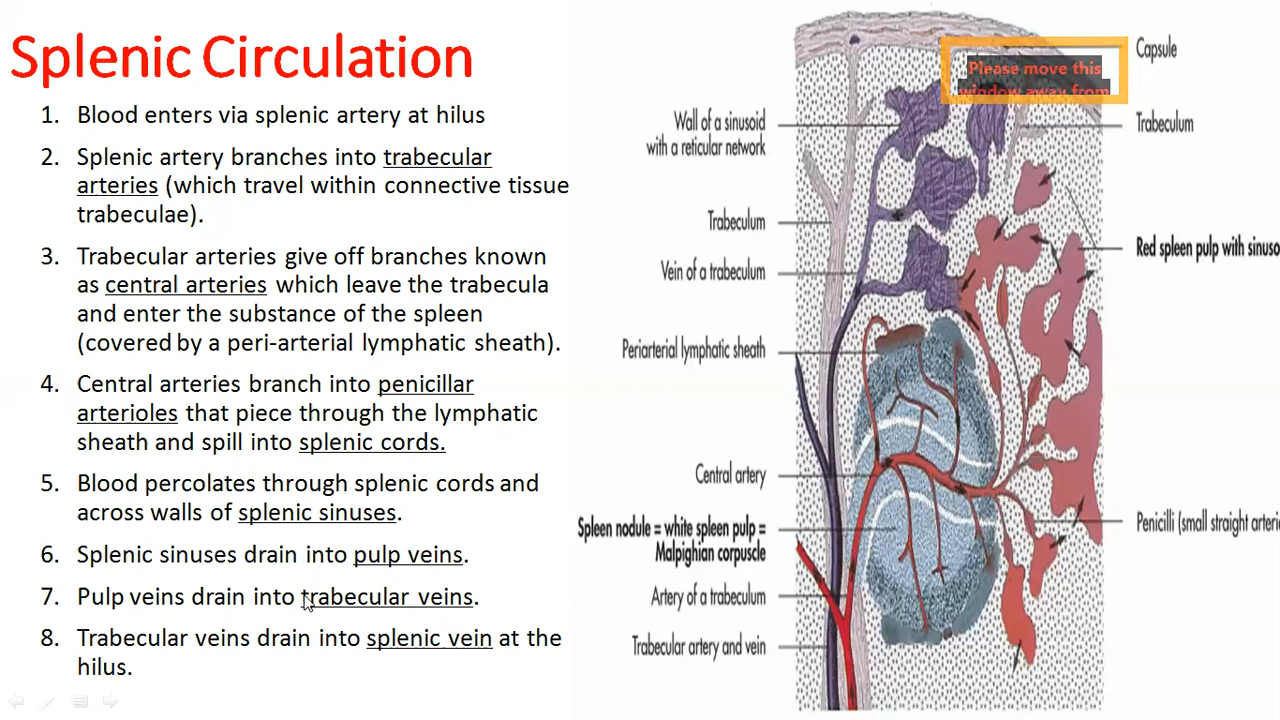 Splenic Circulation
1. Blood enters via splenic artery at hilus
2. Splenic artery branches into trabecular
arteries (which travel within connective tissue
trabeculae).
3. Trabecular arteries give off branches known
as central arteries which leave the trabecula
and enter the substance of the spleen
(covered by a peri-arterial lymphatic sheath).
4. Central arteries branch into penicillar
arterioles that piece through the lymphatic
sheath and spill into splenic cords.
5. Blood percolates through splenic cords and
across walls of splenic sinuses.
6. Splenic sinuses drain into pulp veins.
7. Pulp veins drain into trabecular veins.
8. Trabecular veins drain into splenic vein at the
hilus.
Wall of a sinusoid
with a reticular network
Trabeculum
Vein of a trabeculum
Periarterial lymphatic sheath
Central artery
Spleen nodule = white spleen pulp =
Malpighian corpuscle
Artery of a trabeculum
Trabecular artery and vein
Please move this
window away from
Capsule
Trabeculum
Red spleen pulp with sinuso
Penicilli (small straight arteri